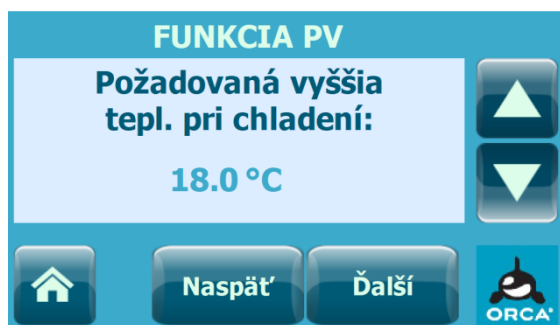 FUNKCIA PV
Požadovaná vyššia
tepl. pri chladení:
18.0 °C
Naspäť
Ďalší
ORCA